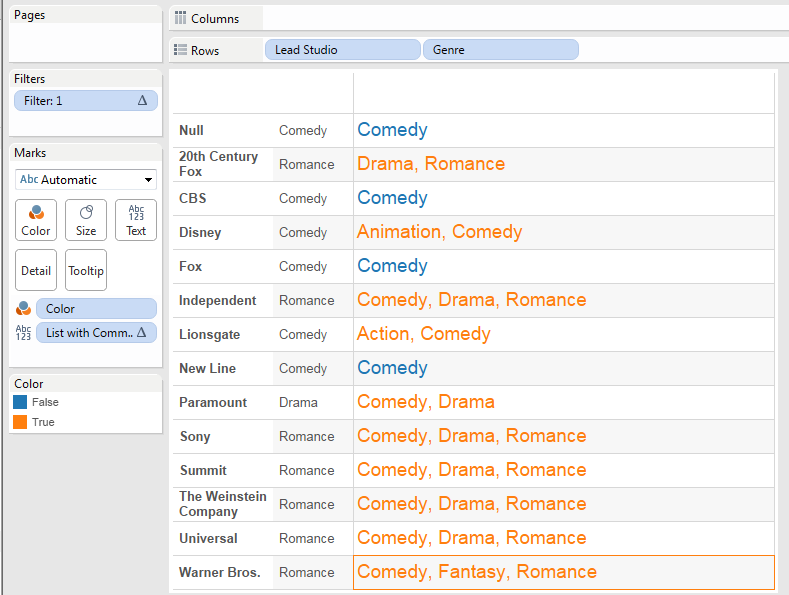 Pages
Columns
Rows
Lead Studio
Genre
Filters
Filter: 1 Δ
Marks
Abc Automatic
Color
Size
Abc
123
Text
Detail
Tooltip
Color
Abc
123
List with Comm.. Δ
Color
False
True
Null Comedy Comedy
20th Century
Fox
Romance Drama, Romance
CBS Comedy Comedy
Disney Comedy Animation, Comedy
Fox Comedy Comedy
Independent Romance Comedy, Drama, Romance
Lionsgate Comedy Action, Comedy
New Line Comedy Comedy
Paramount Drama Comedy, Drama
Sony Romance Comedy, Drama, Romance
Summit Romance Comedy, Drama, Romance
The Weinstein
Company
Romance Comedy, Drama, Romance
Universal Romance Comedy, Drama, Romance
Warner Bros. Romance Comedy, Fantasy, Romance